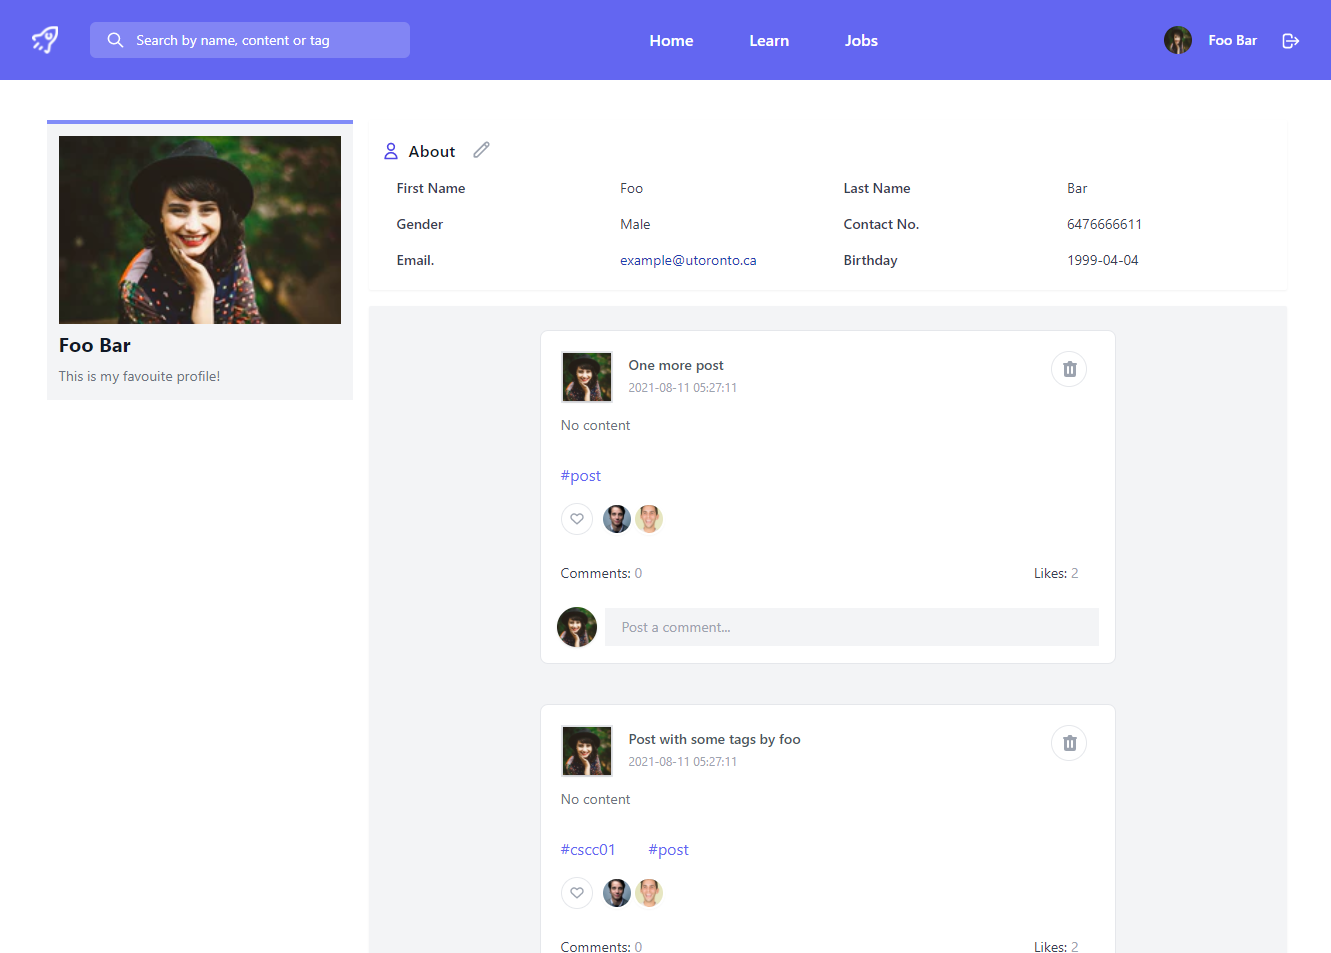 Search by name, content or tag
Home
Learn
Jobs
Foo Bar
Foo Bar
This is my favouite profile!
About
First Name Foo Last Name Bar
Gender Male Contact No. 6476666611
Email. example@utoronto.ca Birthday 1999-04-04
One more post
2021-08-11 05:27:11
No content
#post
Comments: 0 Likes: 2
Post a comment...
Post with some tags by foo
2021-08-11 05:27:11
No content
#cscc01 #post
Comments: 0 Likes: 2